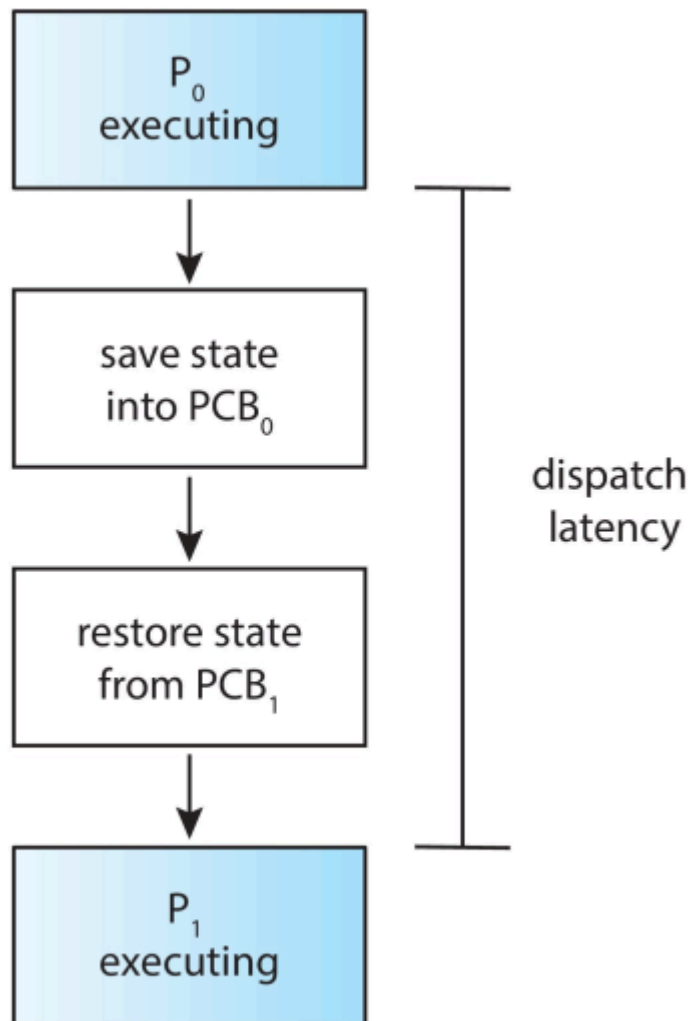 P₀
executing
save state
into PCB₀
dispatch
latency
restore state
from PCB₁
P₁
executing